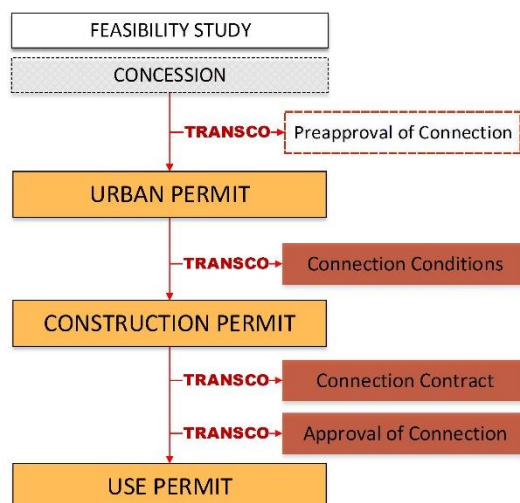 FEASIBILITY STUDY
CONCESSION
TRANSCO Preapproval of Connection
URBAN PERMIT
TRANSCO Connection Conditions
CONSTRUCTION PERMIT
TRANSCO Connection Contract
TRANSCO Approval of Connection
USE PERMIT